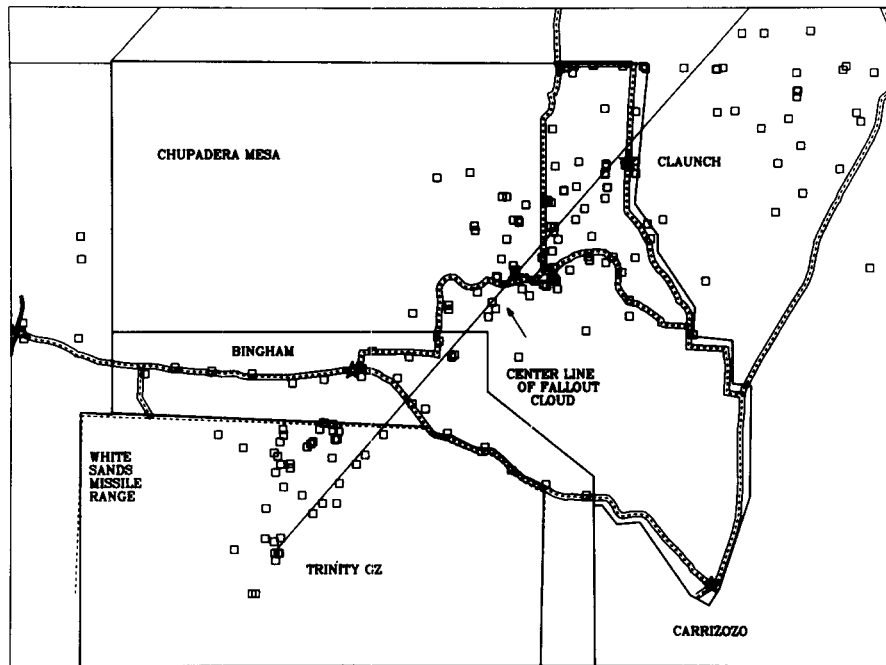 CHUPADERA MESA
CLAUNCH
BINGHAM
CENTER LINE
OF FALLOUT
CLOUD
WHITE
SANDS
MISSILE
RANGE
TRINITY GZ
CARRIZOZO